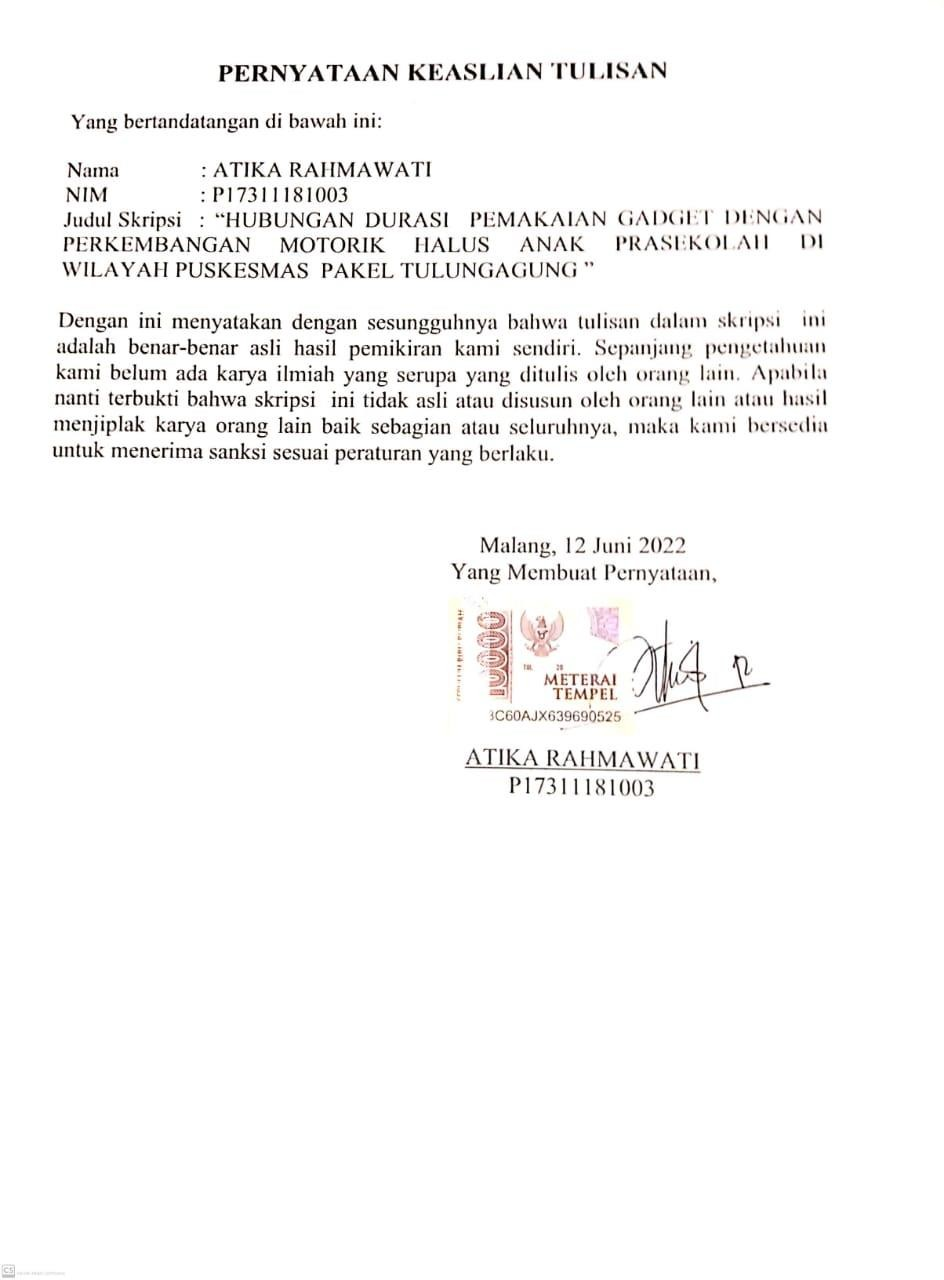 PERNYATAAN KEASLIAN TULISAN
Yang bertandatangan di bawah ini:
Nama : ATIKA RAHMAWATI
NIM : P17311181003
Judul Skripsi : “HUBUNGAN DURASI PEMAKAIAN GADGET DENGAN
PERKEMBANGAN MOTORIK HALUS ANAK PRASEKOLAH DI
WILAYAH PUSKESMAS PAKEL TULUNGAGUNG ”
Dengan ini menyatakan dengan sesungguhnya bahwa tulisan dalam skripsi ini
adalah benar-benar asli hasil pemikiran kami sendiri. Sepanjang pengetahuan
kami belum ada karya ilmiah yang serupa yang ditulis oleh orang lain. Apabila
nanti terbukti bahwa skripsi ini tidak asli atau disusun oleh orang lain atau hasil
menjiplak karya orang lain baik sebagian atau seluruhnya, maka kami bersedia
untuk menerima sanksi sesuai peraturan yang berlaku.
Malang, 12 Juni 2022
Yang Membuat Pernyataan,
10000
TGL. 20
METERAI
TEMPEL
3C60AJX639690525
ATIKA RAHMAWATI
P17311181003
CS